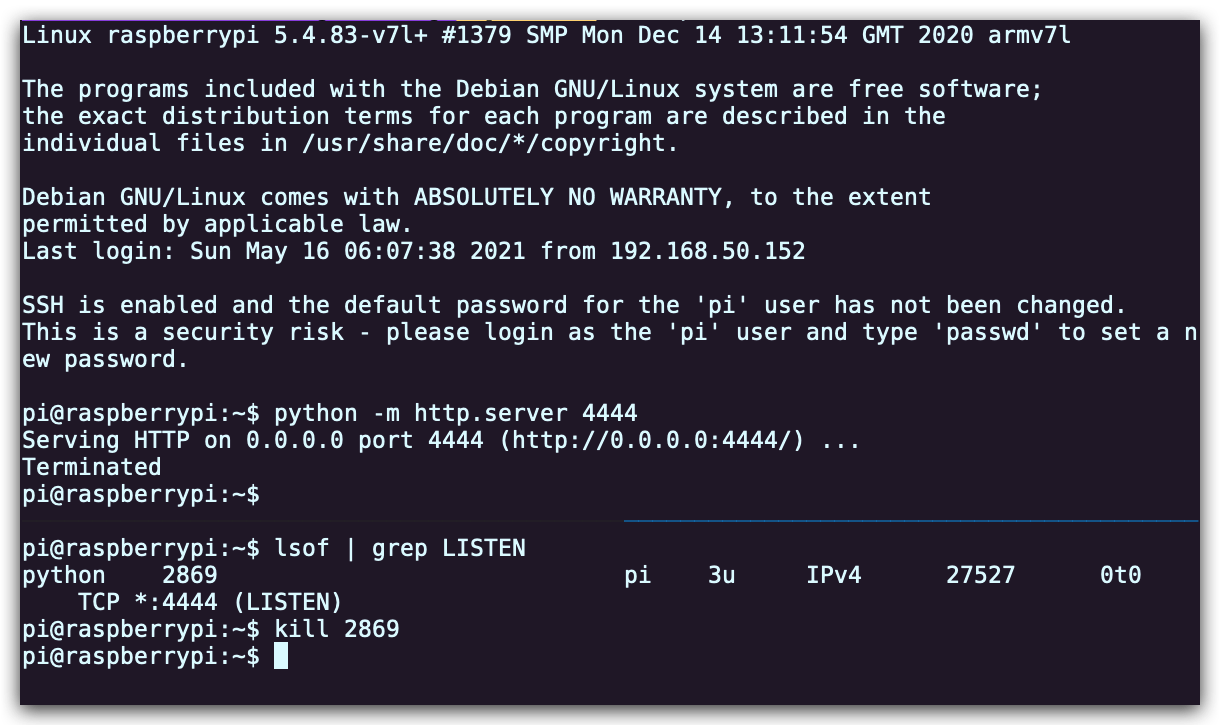 Linux raspberrypi 5.4.83-v7l+ #1379 SMP Mon Dec 14 13:11:54 GMT 2020 armv7l
The programs included with the Debian GNU/Linux system are free software;
the exact distribution terms for each program are described in the
individual files in /usr/share/doc/*/copyright.
Debian GNU/Linux comes with ABSOLUTELY NO WARRANTY, to the extent
permitted by applicable law.
Last login: Sun May 16 06:07:38 2021 from 192.168.50.152
SSH is enabled and the default password for the 'pi' user has not been changed.
This is a security risk - please login as the 'pi' user and type 'passwd' to set a n
ew password.
pi@raspberrypi:~$ python -m http.server 4444
Serving HTTP on 0.0.0.0 port 4444 (http://0.0.0.0:4444/) ...
Terminated
pi@raspberrypi:~$
pi@raspberrypi:~$ lsof | grep LISTEN
python    2869                             pi    3u     IPv4      27527      0t0
    TCP *:4444 (LISTEN)
pi@raspberrypi:~$ kill 2869
pi@raspberrypi:~$